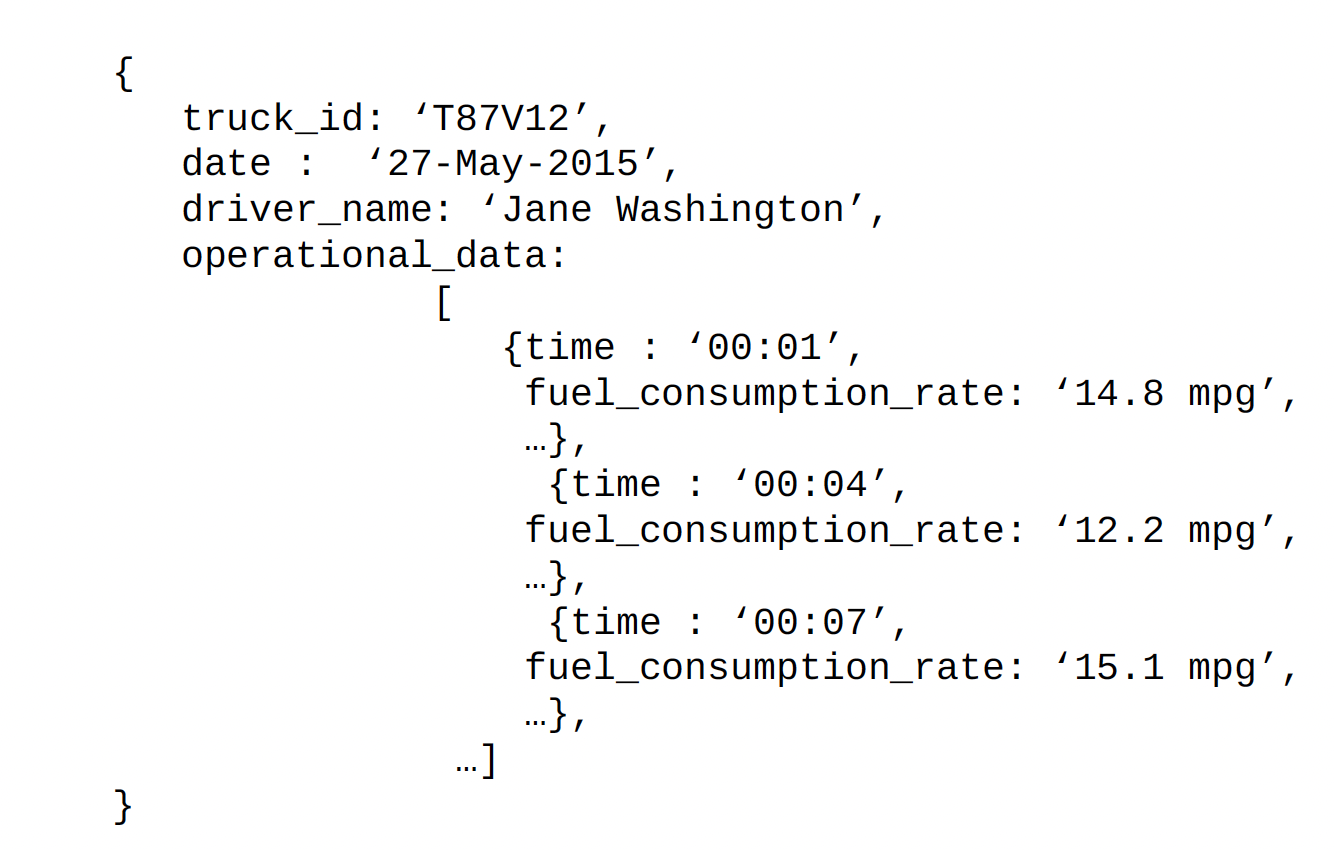 {
truck_id: ‘T87V12’,
date :  ‘27-May-2015’,
driver_name: ‘Jane Washington’,
operational_data:
[
{time : ‘00:01’,
fuel_consumption_rate: ‘14.8 mpg’,
…},
{time : ‘00:04’,
fuel_consumption_rate: ‘12.2 mpg’,
…},
{time : ‘00:07’,
fuel_consumption_rate: ‘15.1 mpg’,
…},
…]
}